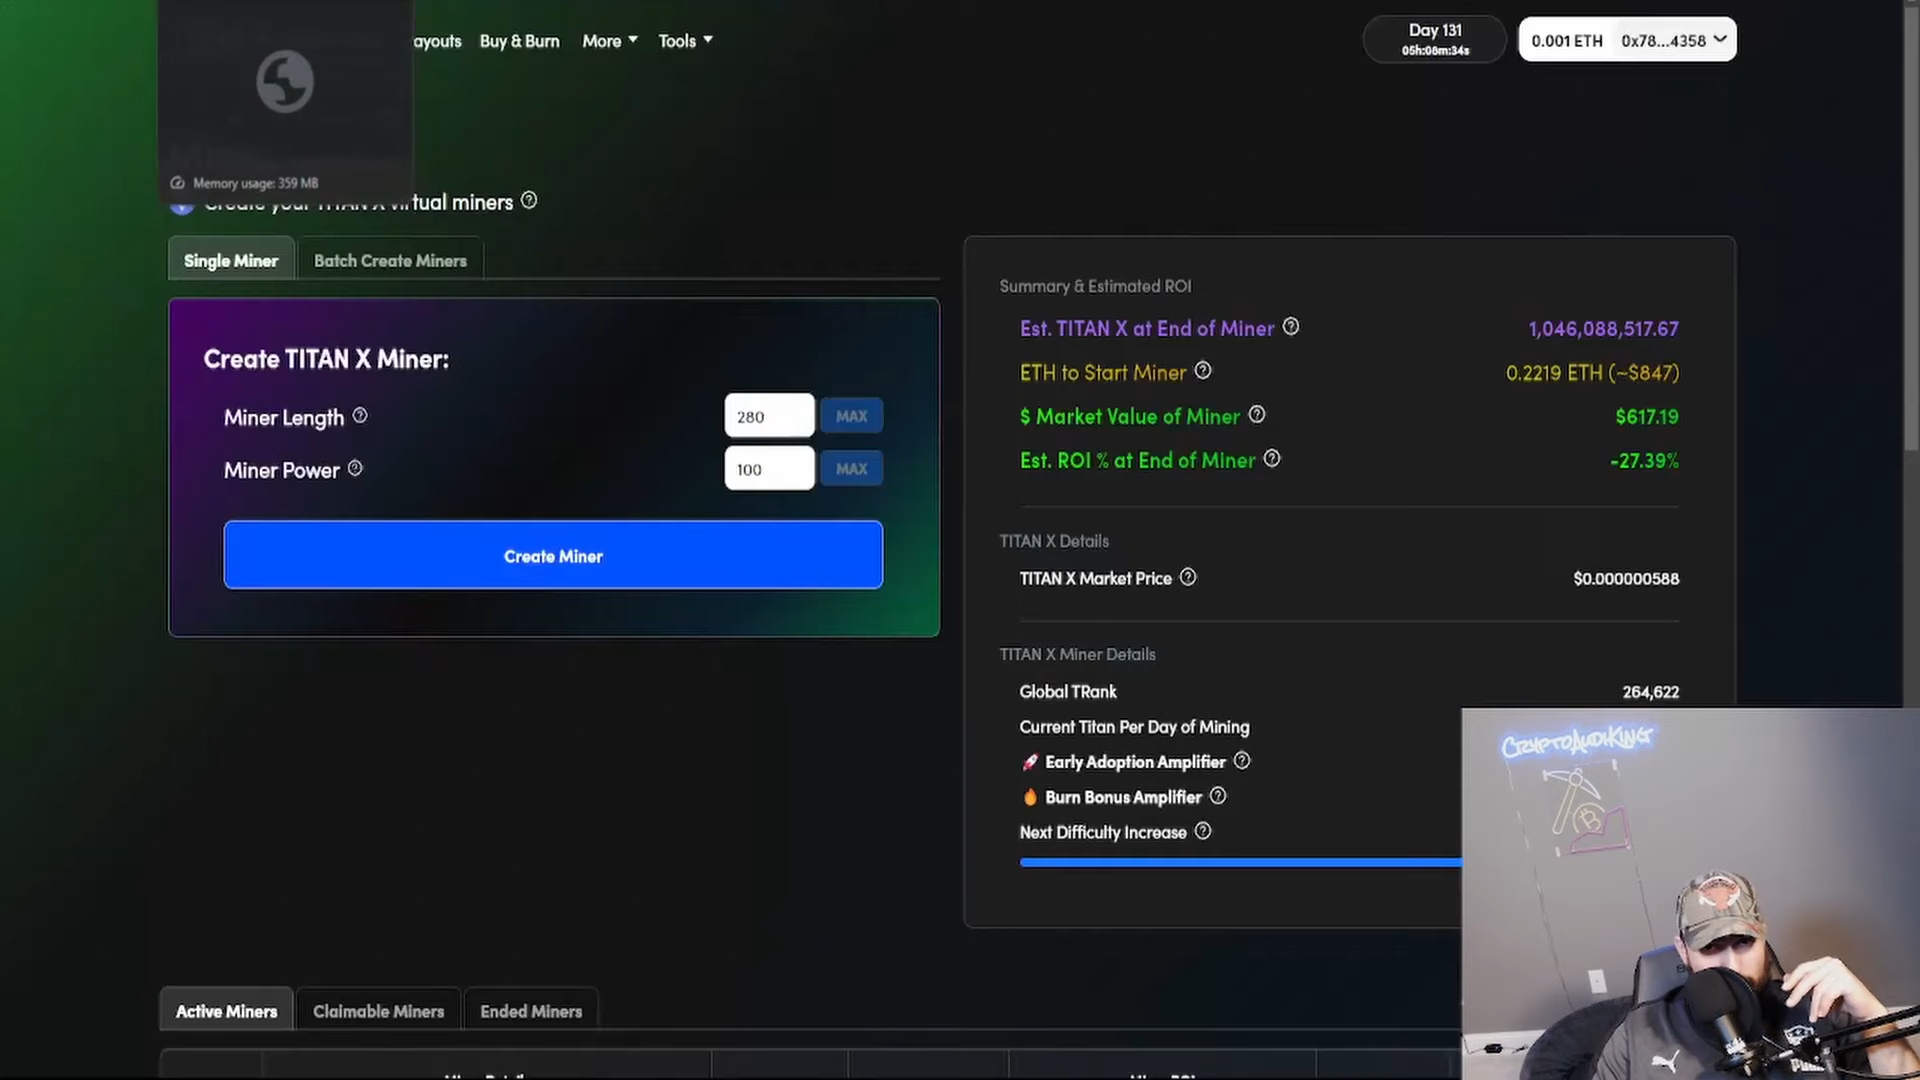 ayouts Buy & Burn More Tools
Day 131
05h:08m:34s
0.001 ETH 0x78...4358
Memory usage: 359 MB
Create your TITAN X virtual miners
Single Miner Batch Create Miners
Create TITAN X Miner:
Miner Length 280 MAX
Miner Power 100 MAX
Create Miner
Summary & Estimated ROI
Est. TITAN X at End of Miner 1,046,088,517.67
ETH to Start Miner 0.2219 ETH (~$847)
$ Market Value of Miner $617.19
Est. ROI % at End of Miner -27.39%
TITAN X Details
TITAN X Market Price $0.000000588
TITAN X Miner Details
Global TRank 264,622
Current Titan Per Day of Mining
Early Adoption Amplifier
Burn Bonus Amplifier
Next Difficulty Increase
CRYPTOAUDIKING
Active Miners Claimable Miners Ended Miners